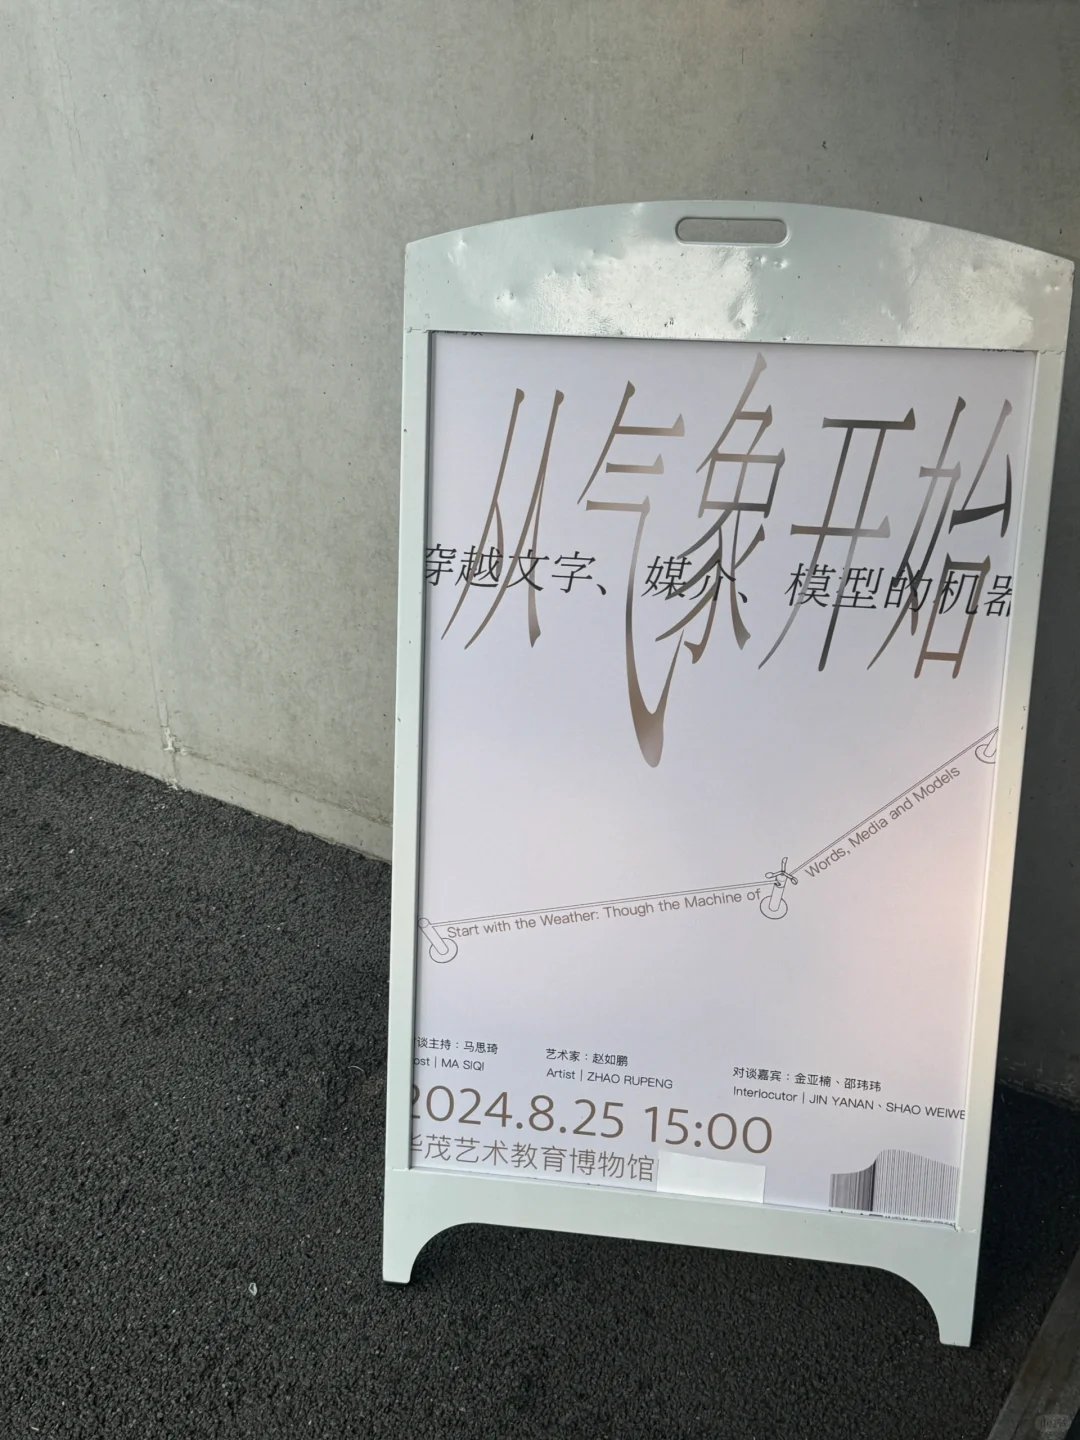 从气象开始
穿越文字、媒介、模型的机器
Start with the Weather: Though the Machine of
Words, Media and Models
谈主持：马思琦
ost | MA SIQI
艺术家：赵如鹏
Artist | ZHAO RUPENG
对谈嘉宾：金亚楠、邵玮玮
Interlocutor | JIN YANAN、SHAO WEIWE
2024.8.25 15:00
华茂艺术教育博物馆